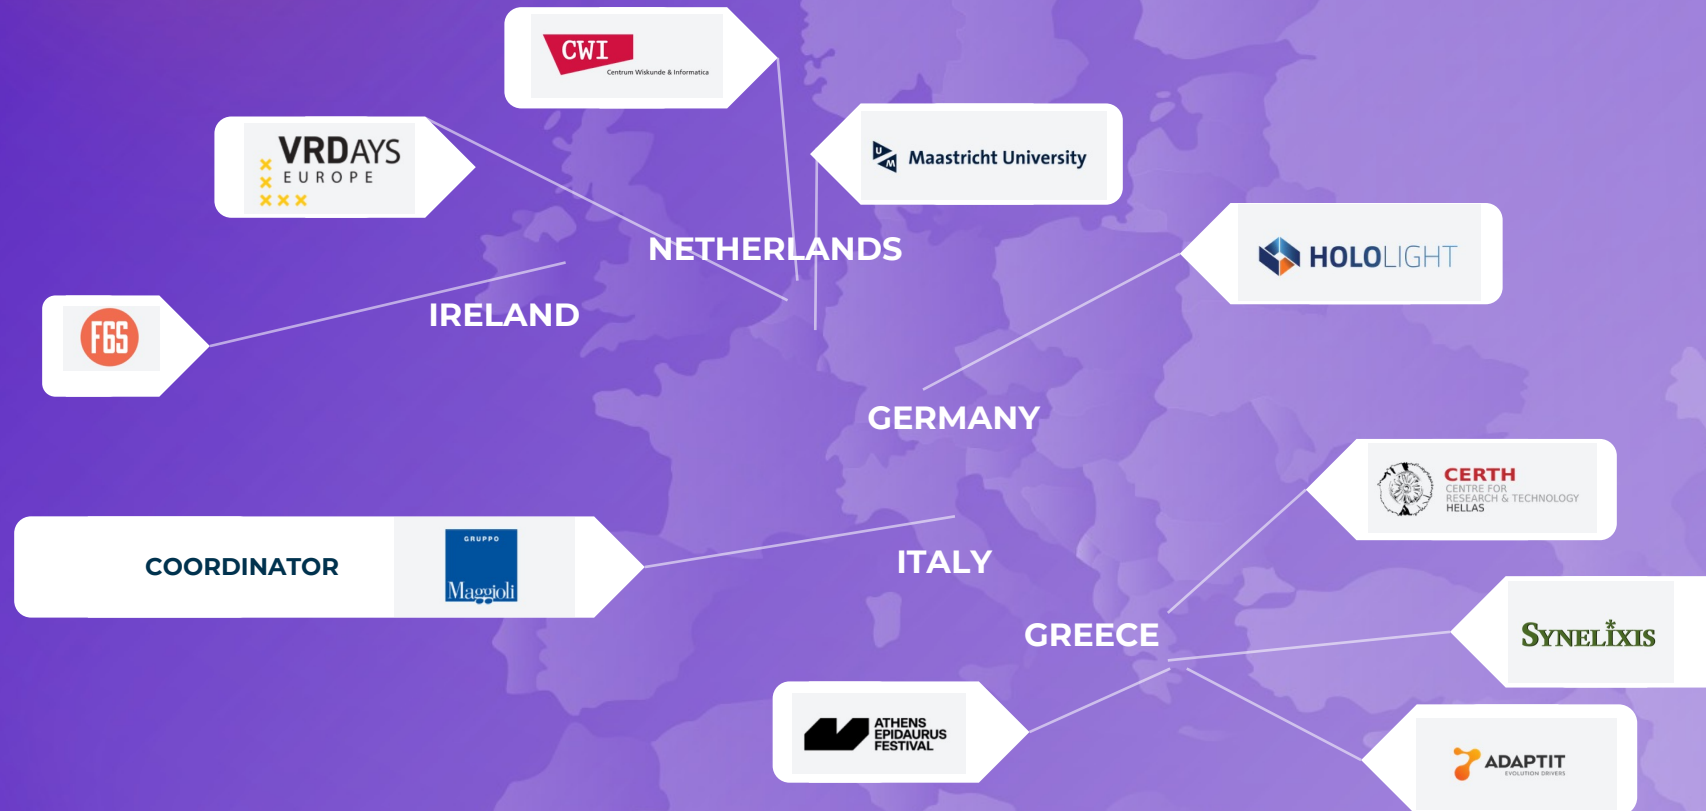 CWI
Centrum Wiskunde & Informatica
VRDAYS
EUROPE
UM
Maastricht University
NETHERLANDS
HOLOLIGHT
IRELAND
F6S
GERMANY
CERTH
CENTRE FOR
RESEARCH & TECHNOLOGY
HELLAS
COORDINATOR
GRUPPO
Maggioli
ITALY
GREECE
SYNELIXIS
ATHENS
EPIDAURUS
FESTIVAL
ADAPTIT
EVOLUTION DRIVERS